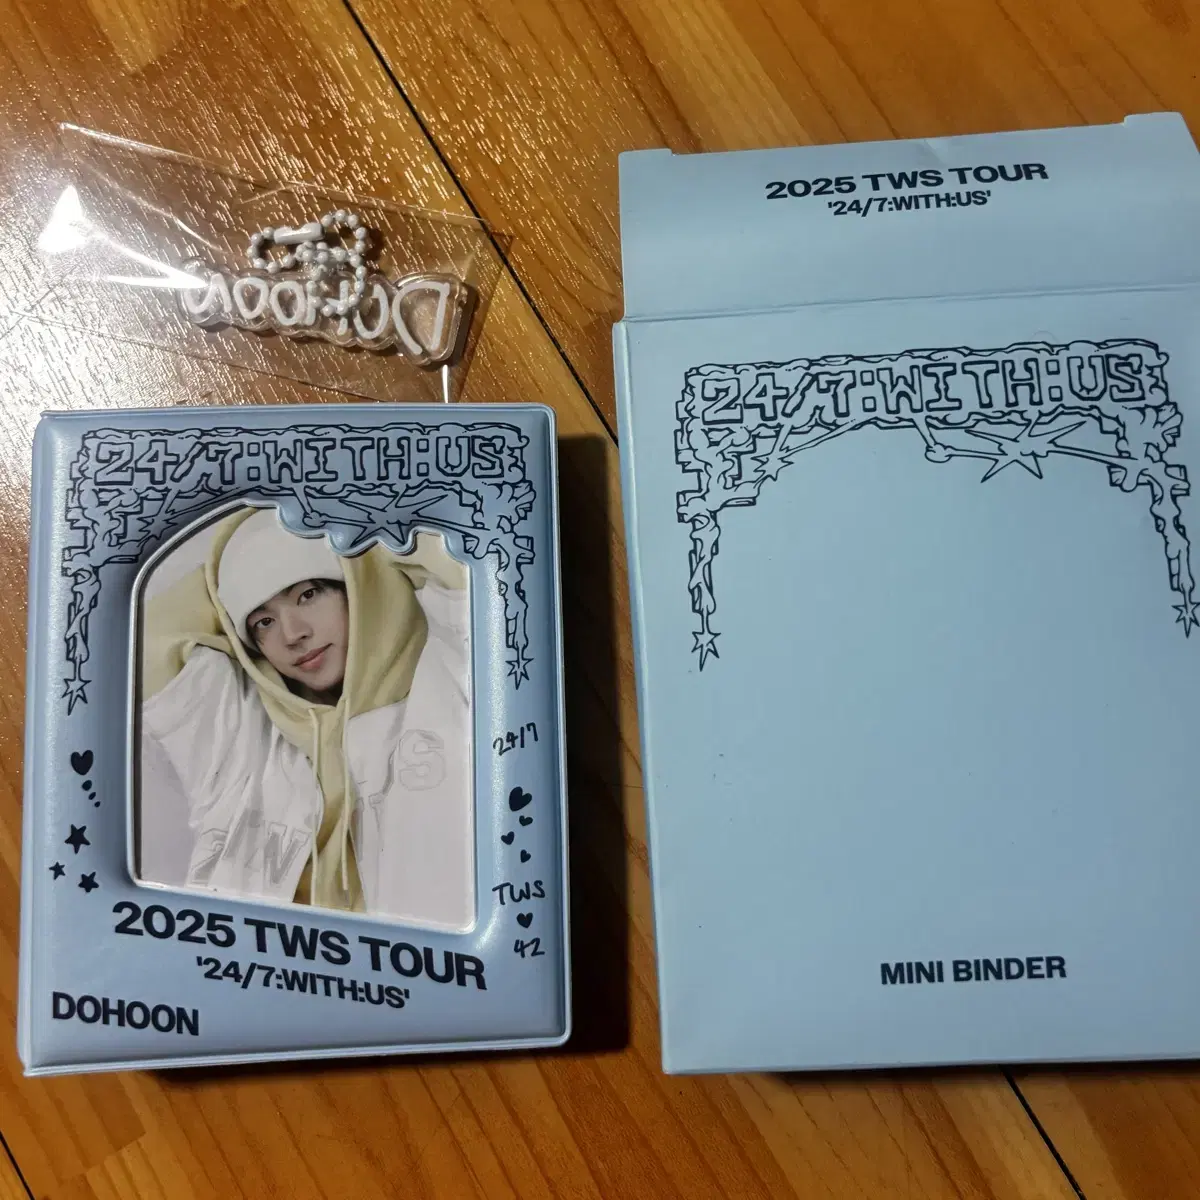 DOHOON
24/7:WITH:US
24/7
TWS
42
2025 TWS TOUR
'24/7:WITH:US'
DOHOON
2025 TWS TOUR
'24/7:WITH:US'
24/7:WITH:US
MINI BINDER